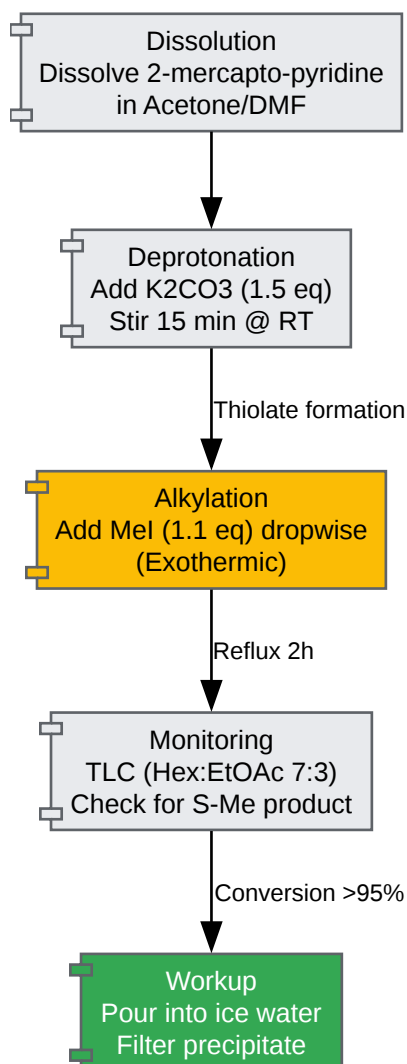 Dissolution
Dissolve 2-mercapto-pyridine
in Acetone/DMF
Deprotonation
Add K2CO3 (1.5 eq)
Stir 15 min @ RT
Thiolate formation
Alkylation
Add MeI (1.1 eq) dropwise
(Exothermic)
Reflux 2h
Monitoring
TLC (Hex:EtOAc 7:3)
Check for S-Me product
Conversion >95%
Workup
Pour into ice water
Filter precipitate